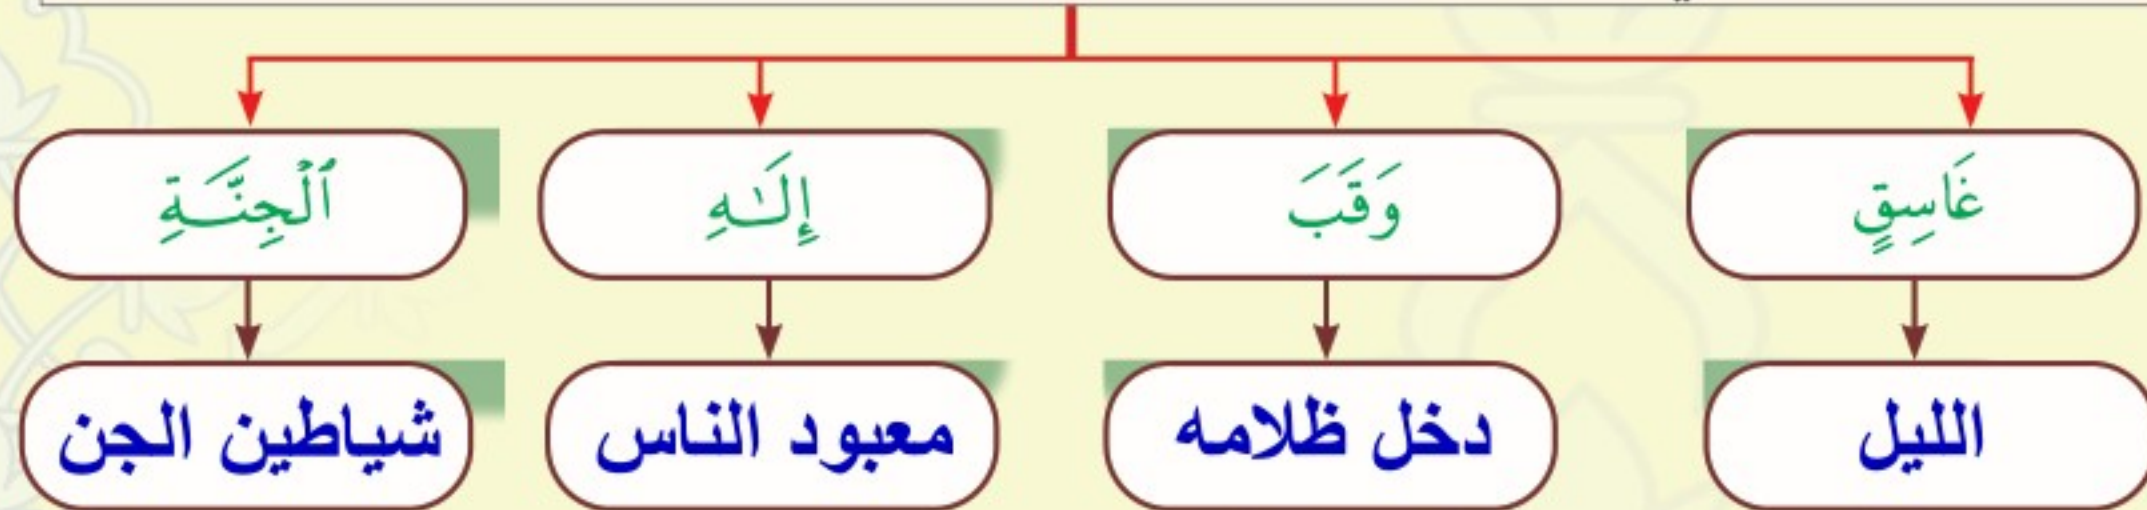 غَاسِقٍ
وَقَبَ
إِلَـٰهِ
ٱلْجِنَّـةِ
الليل
دخل ظلامه
معبود الناس
شياطين الجن